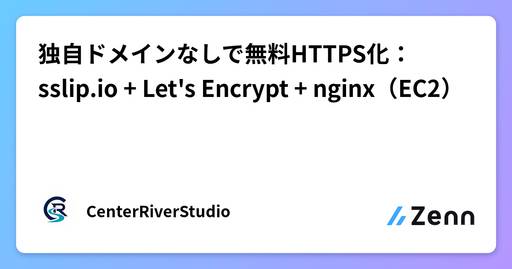 独自ドメインなしで無料HTTPS化：
sslip.io + Let's Encrypt + nginx（EC2）
CenterRiverStudio
Zenn